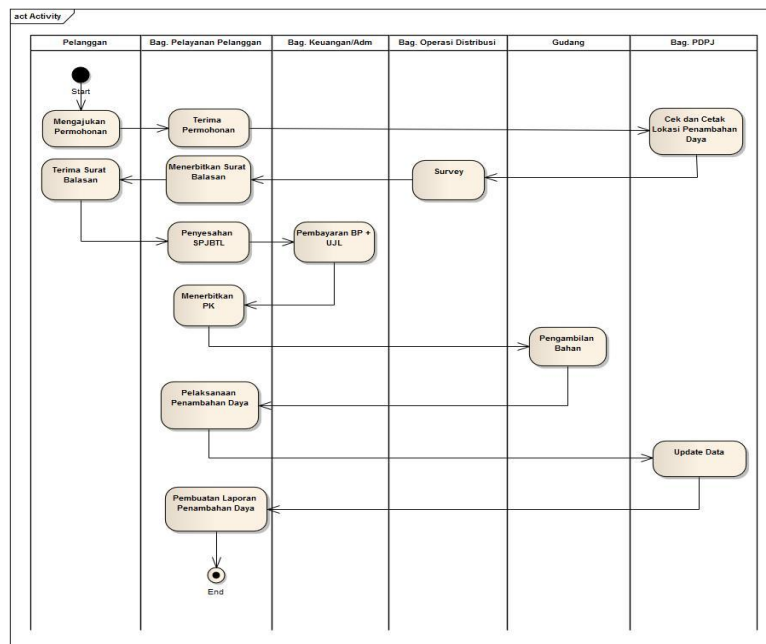 act Activity
Pelanggan
Bag. Pelayanan Pelanggan
Bag. Keuangan/Adm
Bag. Operasi Distribusi
Gudang
Bag. PDPJ
Start
Mengajukan
Permohonan
Terima
Permohonan
Cek dan Cetak
Lokasi Penambahan
Daya
Terima Surat
Balasan
Menerbitkan Surat
Balasan
Survey
Penyesahan
SPJBTL
Pembayaran BP +
UJL
Menerbitkan
PK
Pengambilan
Bahan
Pelaksanaan
Penambahan Daya
Update Data
Pembuatan Laporan
Penambahan Daya
End